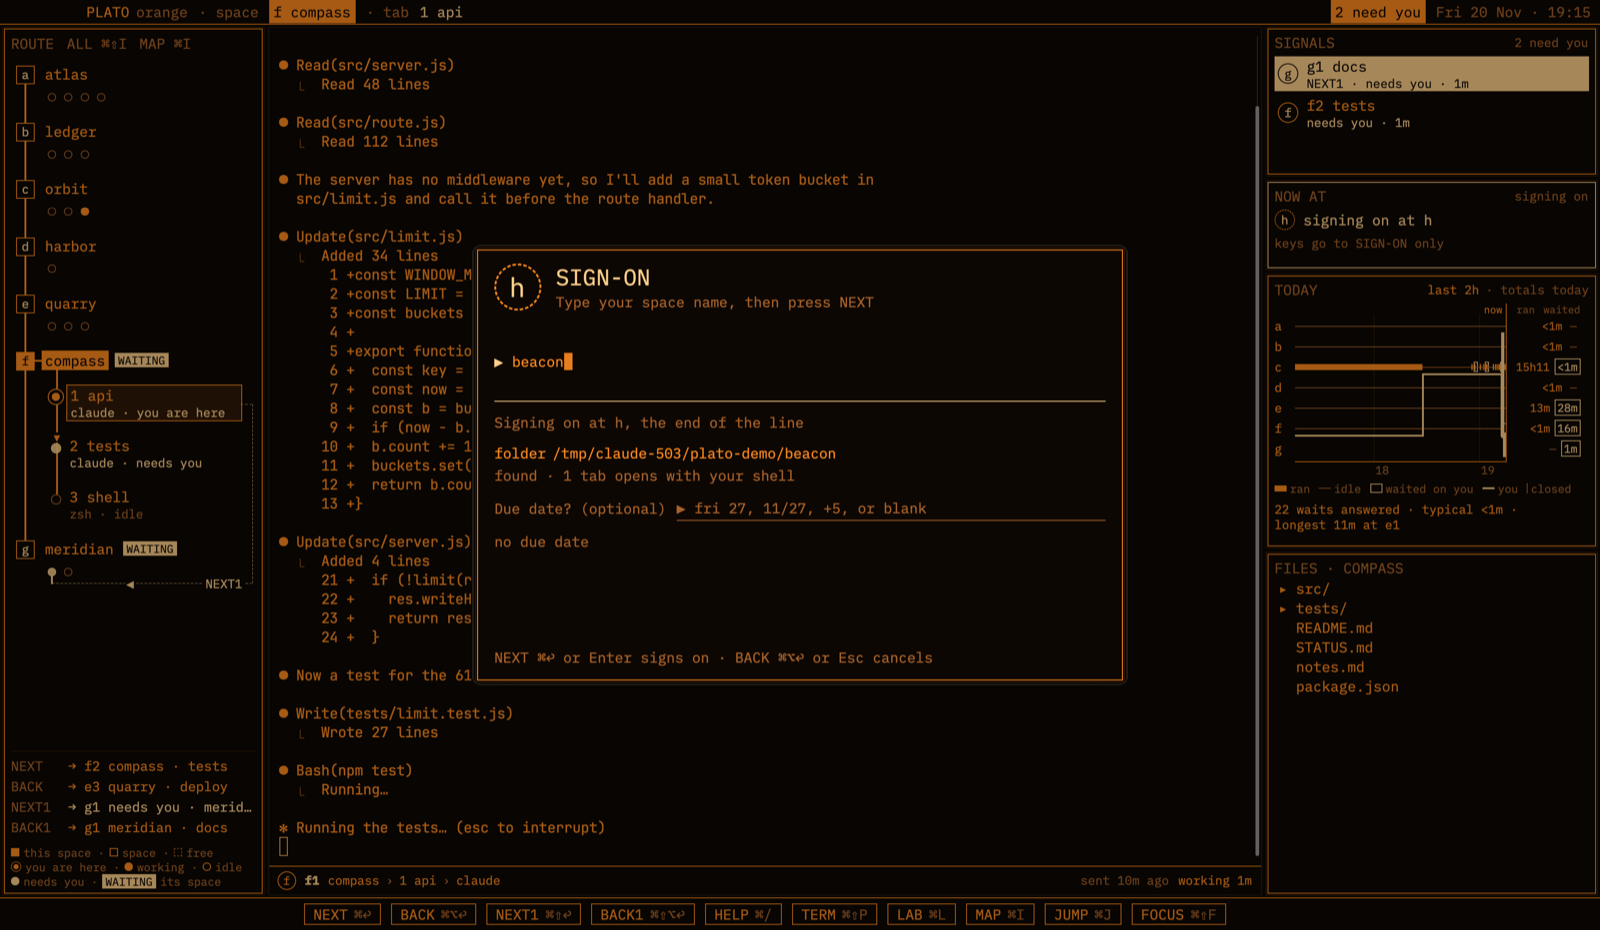 PLATO orange · space f compass · tab 1 api
2 need you Fri 20 Nov · 19:15
ROUTE ALL ⌘⇧I MAP ⌘I
a atlas
b ledger
c orbit
d harbor
e quarry
f compass WAITING
1 api
claude · you are here
2 tests
claude · needs you
3 shell
zsh · idle
g meridian WAITING
NEXT1
NEXT → f2 compass · tests
BACK → e3 quarry · deploy
NEXT1 → g1 needs you · merid…
BACK1 → g1 meridian · docs
this space · space · free
you are here · working · idle
needs you · WAITING its space
Read(src/server.js)
Read 48 lines
Read(src/route.js)
Read 112 lines
The server has no middleware yet, so I'll add a small token bucket in
src/limit.js and call it before the route handler.
Update(src/limit.js)
Added 34 lines
1 +const WINDOW_M
2 +const LIMIT =
3 +const buckets
4 +
5 +export functio
6 + const key =
7 + const now =
8 + const b = bu
9 + if (now - b.
10 + b.count += 1
11 + buckets.set(
12 + return b.cou
13 +}
Update(src/server.js)
Added 4 lines
21 + if (!limit(r
22 + res.writeH
23 + return res
24 + }
Now a test for the 61
Write(tests/limit.test.js)
Wrote 27 lines
Bash(npm test)
Running…
✻ Running the tests… (esc to interrupt)
f f1 compass › 1 api › claude
sent 10m ago working 1m
h SIGN-ON
Type your space name, then press NEXT
▶ beacon
Signing on at h, the end of the line
folder /tmp/claude-503/plato-demo/beacon
found · 1 tab opens with your shell
Due date? (optional) ▶ fri 27, 11/27, +5, or blank
no due date
NEXT ⌘↩ or Enter signs on · BACK ⌘⌥↩ or Esc cancels
SIGNALS 2 need you
g g1 docs
NEXT1 · needs you · 1m
f f2 tests
needs you · 1m
NOW AT signing on
h signing on at h
keys go to SIGN-ON only
TODAY last 2h · totals today
now ran waited
a <1m —
b <1m —
c 15h11 <1m
d <1m —
e 13m 28m
f <1m 16m
g — 1m
18 19
ran idle waited on you you closed
22 waits answered · typical <1m ·
longest 11m at e1
FILES · COMPASS
▸ src/
▸ tests/
README.md
STATUS.md
notes.md
package.json
NEXT ⌘↩ BACK ⌘⌥↩ NEXT1 ⌘⇧↩ BACK1 ⌘⇧⌥↩ HELP ⌘/ TERM ⌘⇧P LAB ⌘L MAP ⌘I JUMP ⌘J FOCUS ⌘⇧F